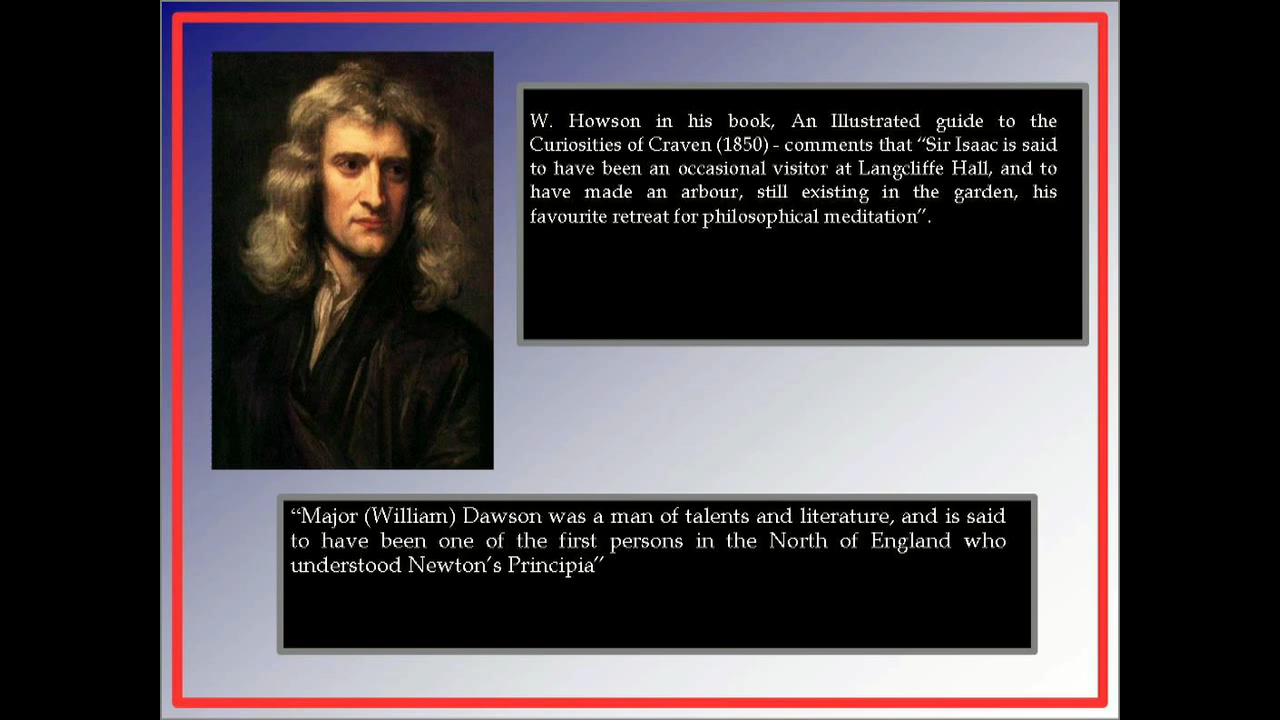 W. Howson in his book, An Illustrated guide to the
Curiosities of Craven (1850) - comments that “Sir Isaac is said
to have been an occasional visitor at Langcliffe Hall, and to
have made an arbour, still existing in the garden, his
favourite retreat for philosophical meditation”.
“Major (William) Dawson was a man of talents and literature, and is said
to have been one of the first persons in the North of England who
understood Newton’s Principia”